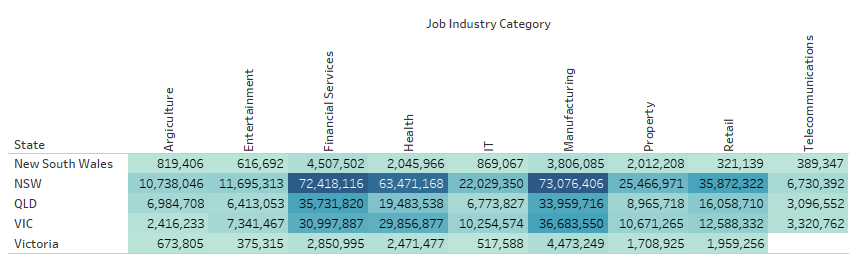 Job Industry Category
State Argiculture Entertainment Financial Services Health IT Manufacturing Property Retail Telecommunications
New South Wales 819,406 616,692 4,507,502 2,045,966 869,067 3,806,085 2,012,208 321,139 389,347
NSW 10,738,046 11,695,313 72,418,116 63,471,168 22,029,350 73,076,406 25,466,971 35,872,322 6,730,392
QLD 6,984,708 6,413,053 35,731,820 19,483,538 6,773,827 33,959,716 8,965,718 16,058,710 3,096,552
VIC 2,416,233 7,341,467 30,997,887 29,856,877 10,254,574 36,683,550 10,671,265 12,588,332 3,320,762
Victoria 673,805 375,315 2,850,995 2,471,477 517,588 4,473,249 1,708,925 1,959,256